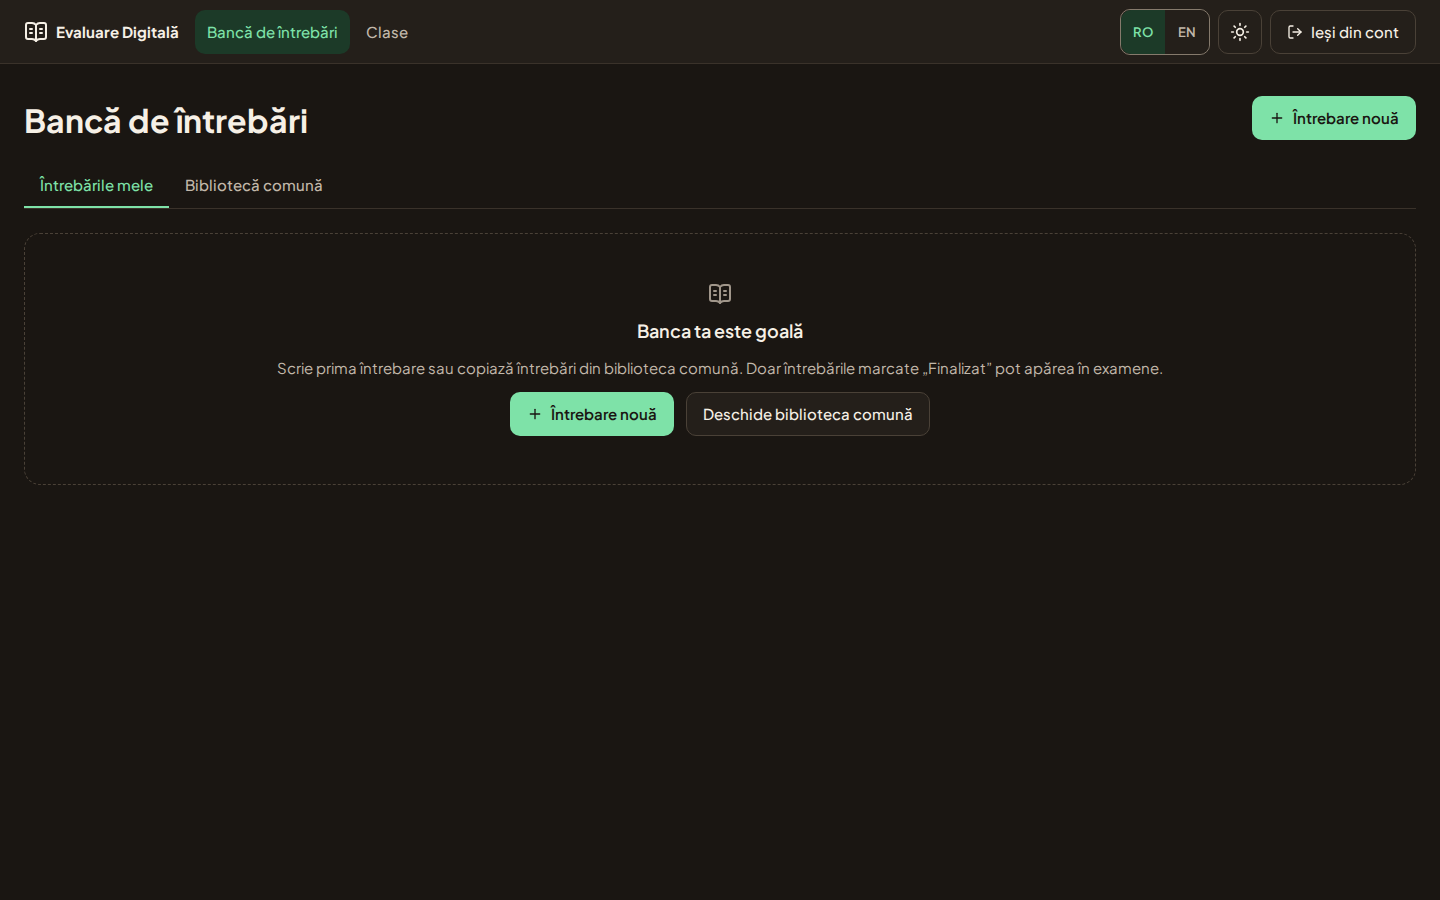 Evaluare Digitală
Bancă de întrebări
Clase
RO
EN
Ieși din cont
Bancă de întrebări
Întrebare nouă
Întrebările mele
Bibliotecă comună
Banca ta este goală
Scrie prima întrebare sau copiază întrebări din biblioteca comună. Doar întrebările marcate „Finalizat” pot apărea în examene.
Întrebare nouă
Deschide biblioteca comună